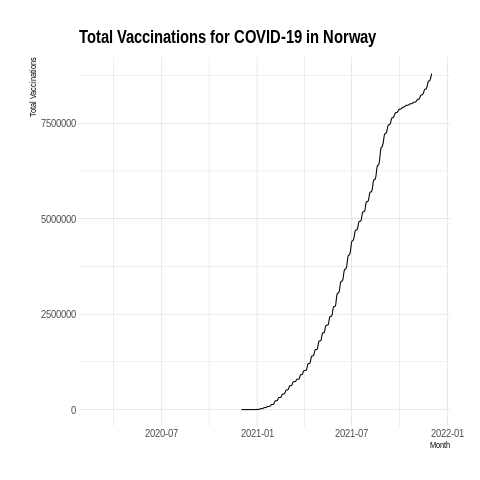 Total Vaccinations for COVID-19 in Norway
Total Vaccinations
7500000
5000000
2500000
0
2020-07 2021-01 2021-07 2022-01
Month